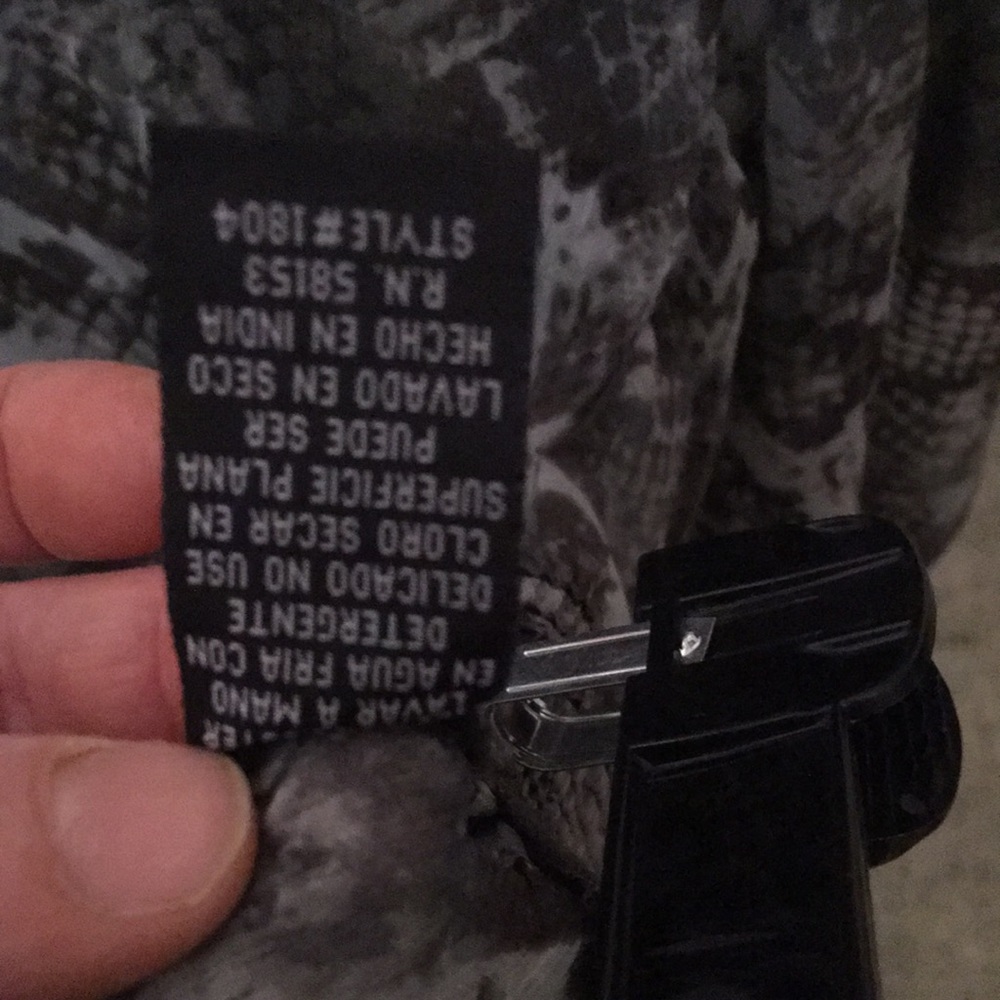 LAVAR A MANO
EN AGUA FRIA CON
DETERGENTE
DELICADO NO USE
CLORO SECAR EN
SUPERFICIE PLANA
PUEDE SER
LAVADO EN SECO
HECHO EN INDIA
R.N. 58153
STYLE#1804